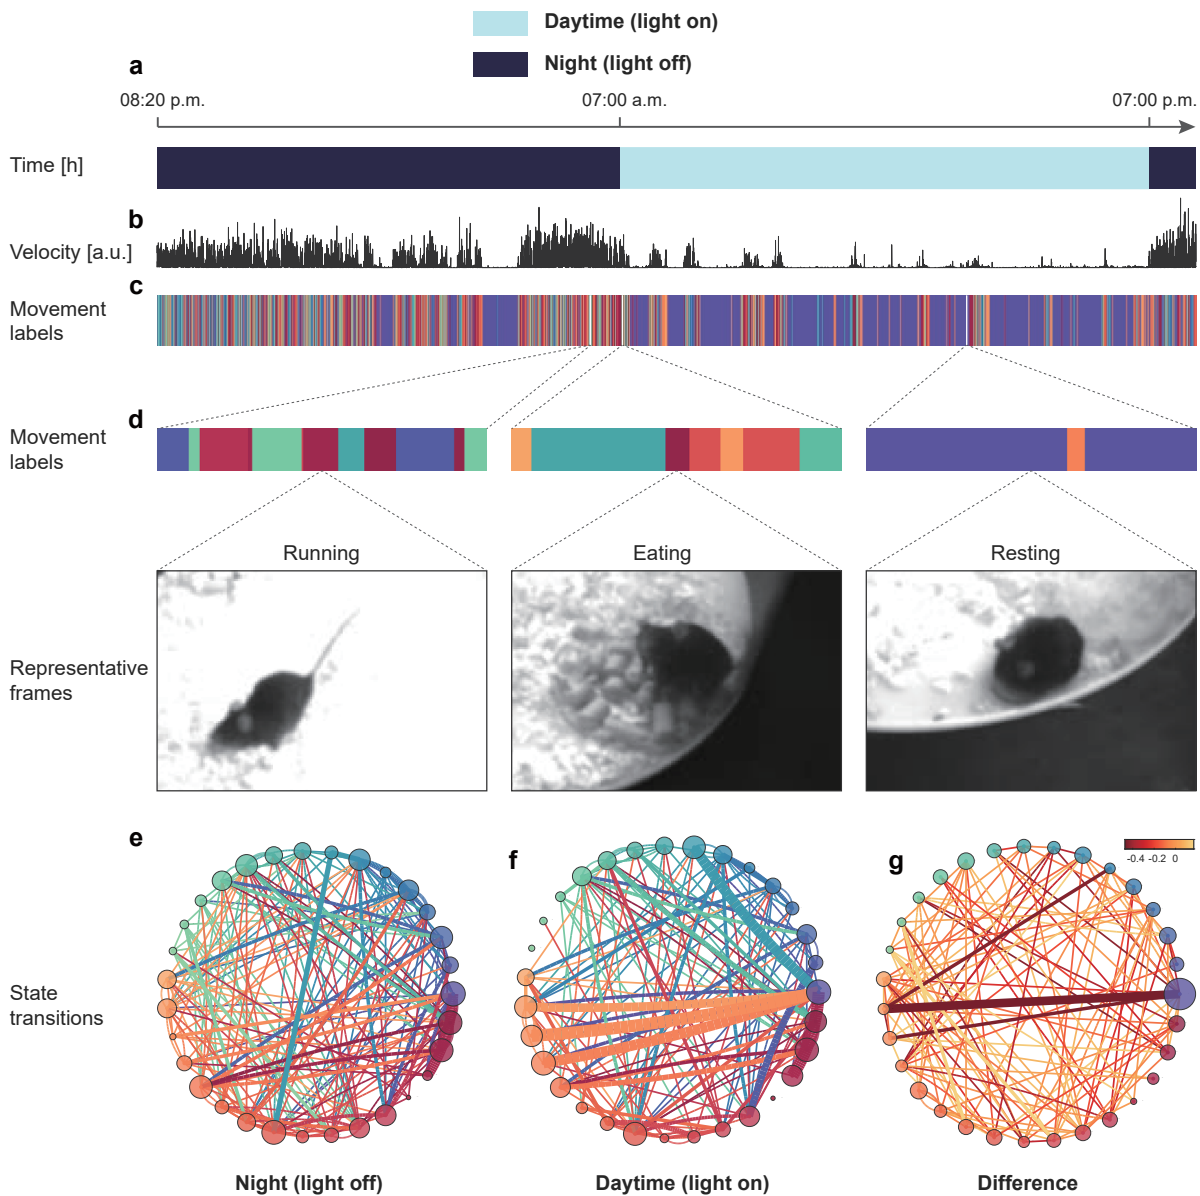 Daytime (light on)
Night (light off)
a
08:20 p.m.
07:00 a.m.
07:00 p.m.
Time [h]
b
Velocity [a.u.]
c
Movement
labels
d
Movement
labels
Running
Eating
Resting
Representative
frames
e
f
g
-0.4 -0.2 0
State
transitions
Night (light off)
Daytime (light on)
Difference